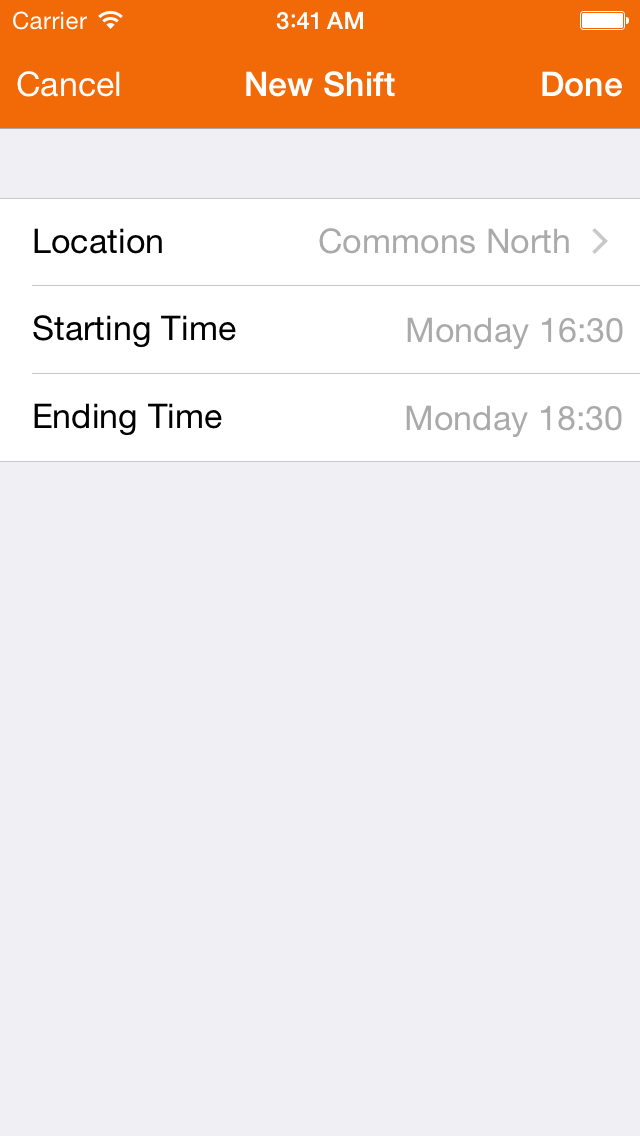 Carrier 3:41 AM
Cancel New Shift Done
Location Commons North
Starting Time Monday 16:30
Ending Time Monday 18:30